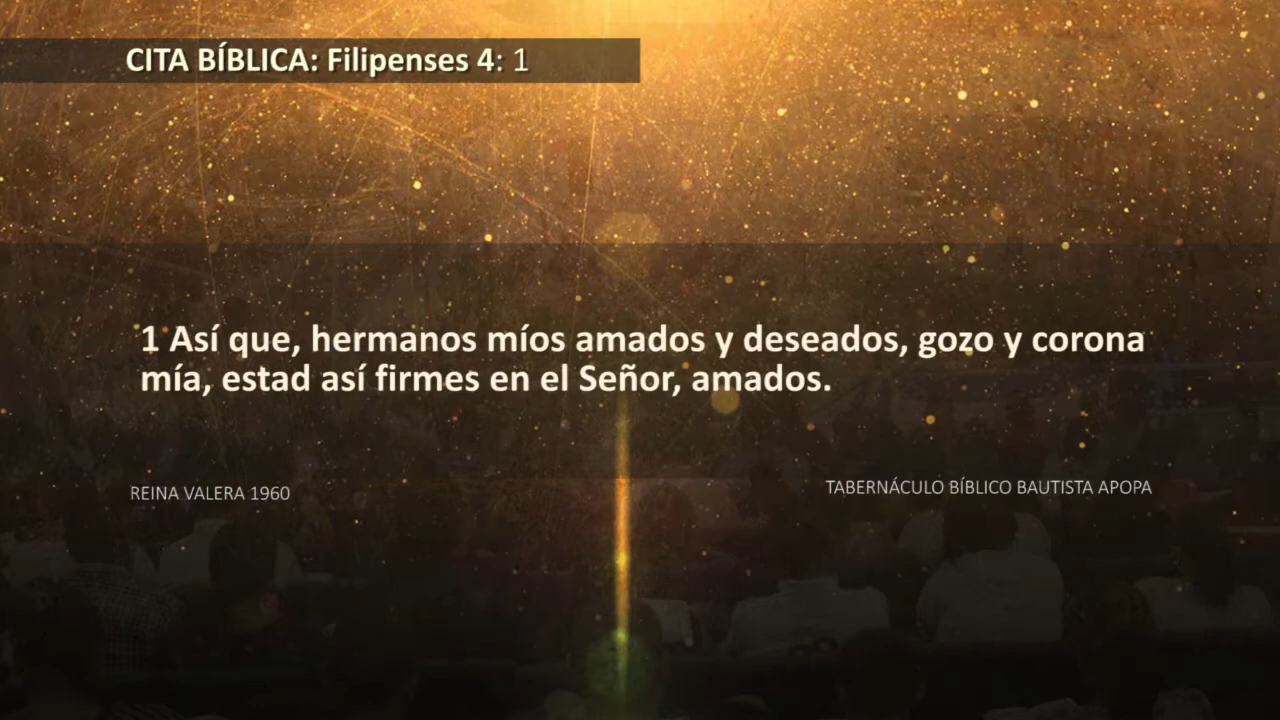 CITA BÍBLICA: Filipenses 4: 1
1 Así que, hermanos míos amados y deseados, gozo y corona
mía, estad así firmes en el Señor, amados.
REINA VALERA 1960
TABERNÁCULO BÍBLICO BAUTISTA APOPA